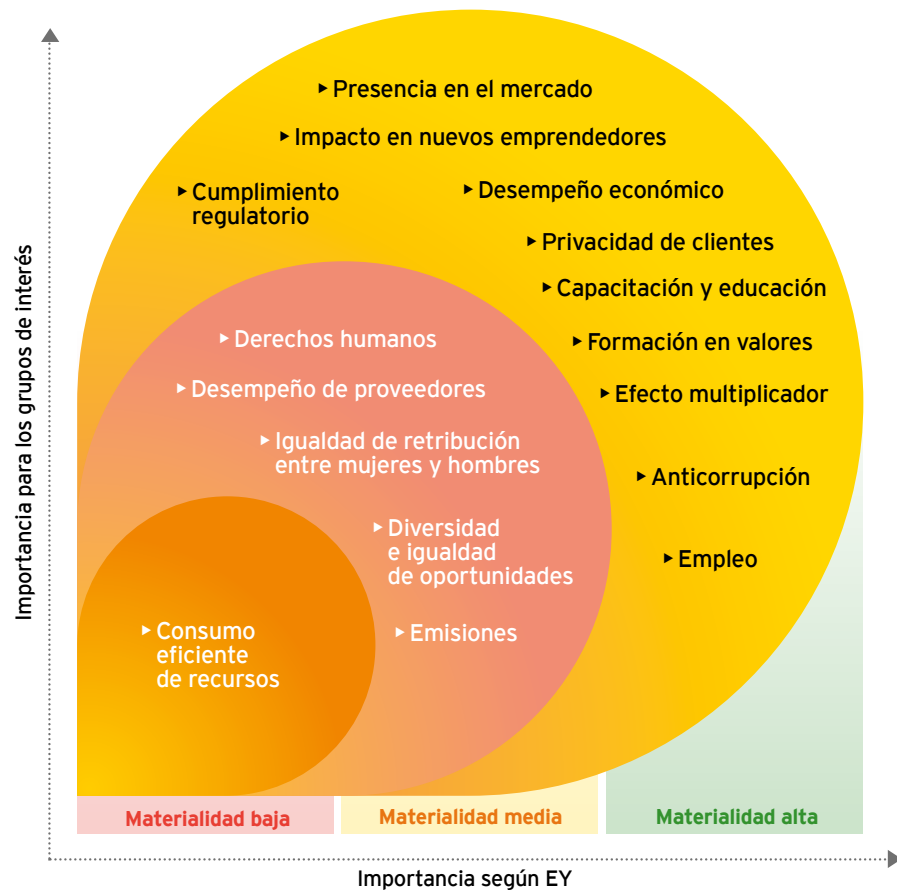 Importancia para los grupos de interés
▸ Presencia en el mercado
▸ Impacto en nuevos emprendedores
▸ Cumplimiento
regulatorio
▸ Desempeño económico
▸ Privacidad de clientes
▸ Capacitación y educación
▸ Derechos humanos
▸ Formación en valores
▸ Desempeño de proveedores
▸ Efecto multiplicador
▸ Igualdad de retribución
entre mujeres y hombres
▸ Anticorrupción
▸ Diversidad
e igualdad
de oportunidades
▸ Empleo
▸ Consumo
eficiente
de recursos
▸ Emisiones
Materialidad baja
Materialidad media
Materialidad alta
Importancia según EY